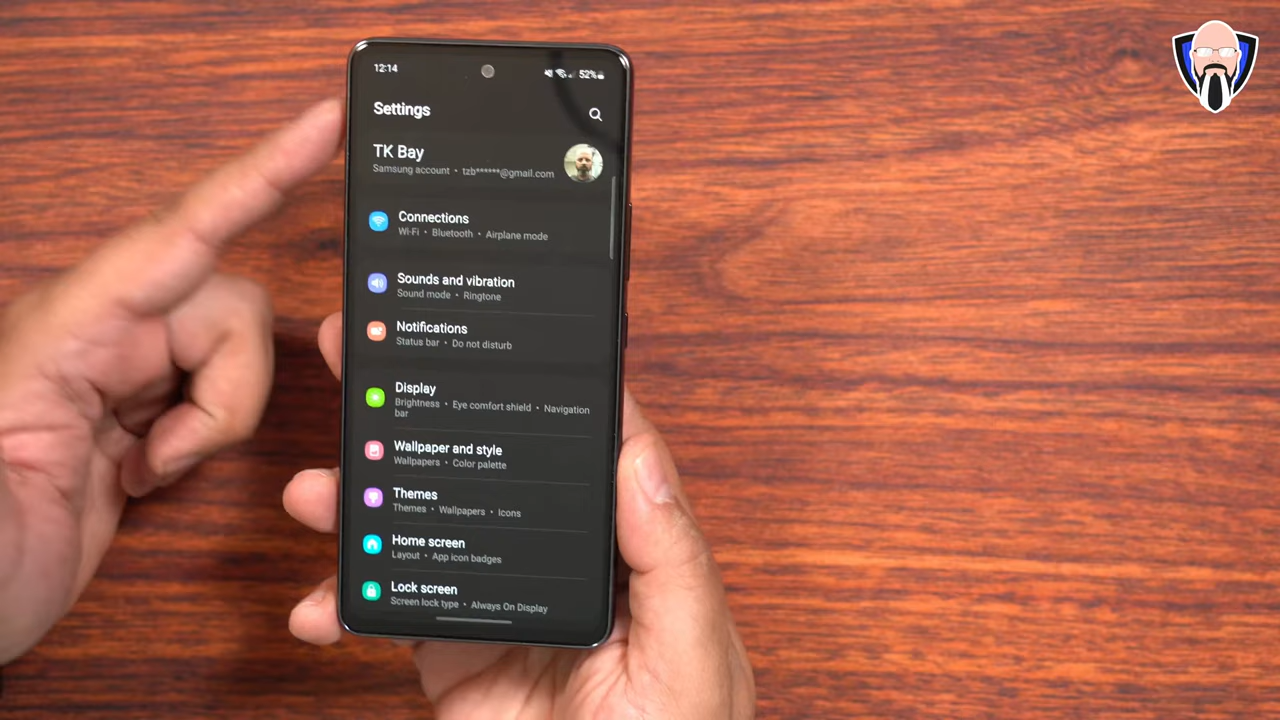 12:14
52%
Settings
TK Bay
Samsung account • tzb******@gmail.com
Connections
Wi-Fi • Bluetooth • Airplane mode
Sounds and vibration
Sound mode • Ringtone
Notifications
Status bar • Do not disturb
Display
Brightness • Eye comfort shield • Navigation
bar
Wallpaper and style
Wallpapers • Color palette
Themes
Themes • Wallpapers • Icons
Home screen
Layout • App icon badges
Lock screen
Screen lock type • Always On Display